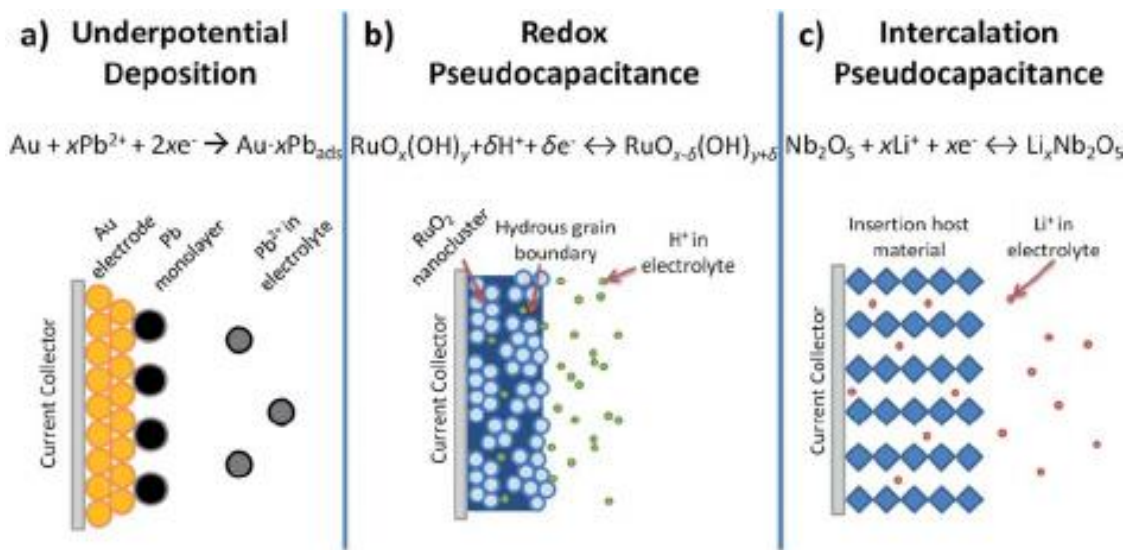 a) Underpotential
Deposition
Au + xPb²⁺ + 2xe⁻ → Au·xPbₐds
Au
electrode
Pb
monolayer
Pb²⁺ in
electrolyte
Current Collector
b) Redox
Pseudocapacitance
RuOₓ(OH)ᵧ+δH⁺+ δe⁻ ↔ RuOₓ₋δ(OH)ᵧ₊δ
RuO₂
nanocluster
Hydrous grain
boundary
H⁺ in
electrolyte
Current Collector
c) Intercalation
Pseudocapacitance
Nb₂O₅ + xLi⁺ + xe⁻ ↔ LiₓNb₂O₅
Insertion host
material
Li⁺ in
electrolyte
Current Collector